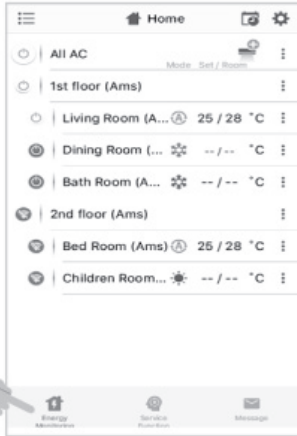 Home
All AC
Mode Set / Room
1st floor (Ams)
Living Room (A... A 25 / 28 °C
Dining Room (... -- / -- °C
Bath Room (A... -- / -- °C
2nd floor (Ams)
Bed Room (Ams) A 25 / 28 °C
Children Room... -- / -- °C
Energy Monitoring
Service Function
Message